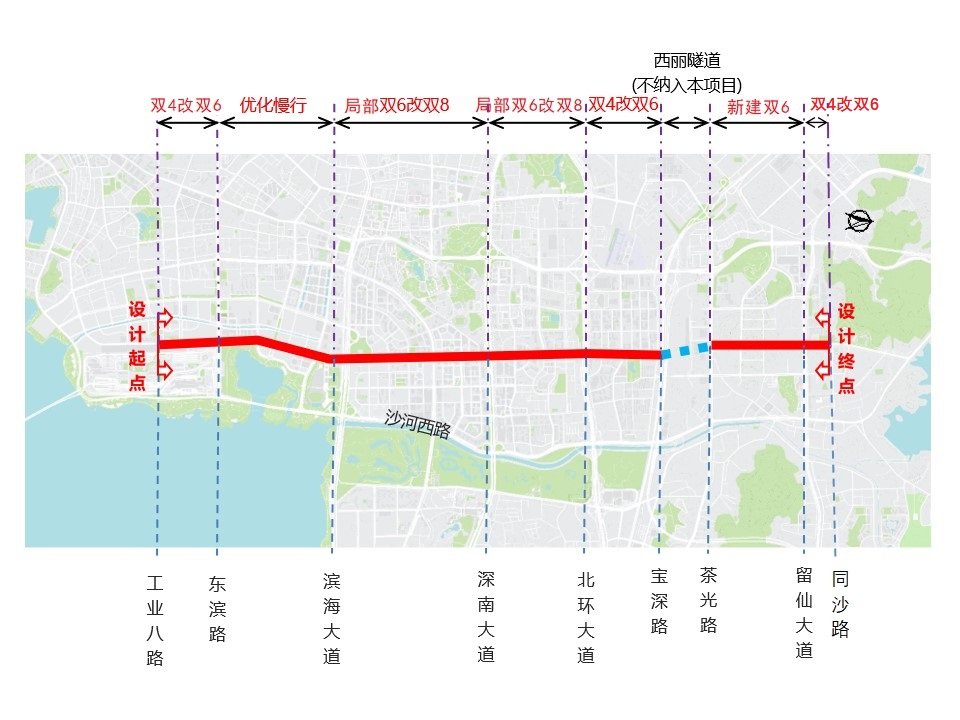 西丽隧道
(不纳入本项目)
双4改双6
优化慢行
局部双6改双8
局部双6改双8
双4改双6
新建双6
双4改双6
设计起点
设计终点
沙河西路
工业八路
东滨路
滨海大道
深南大道
北环大道
宝深路
茶光路
留仙大道
同沙路